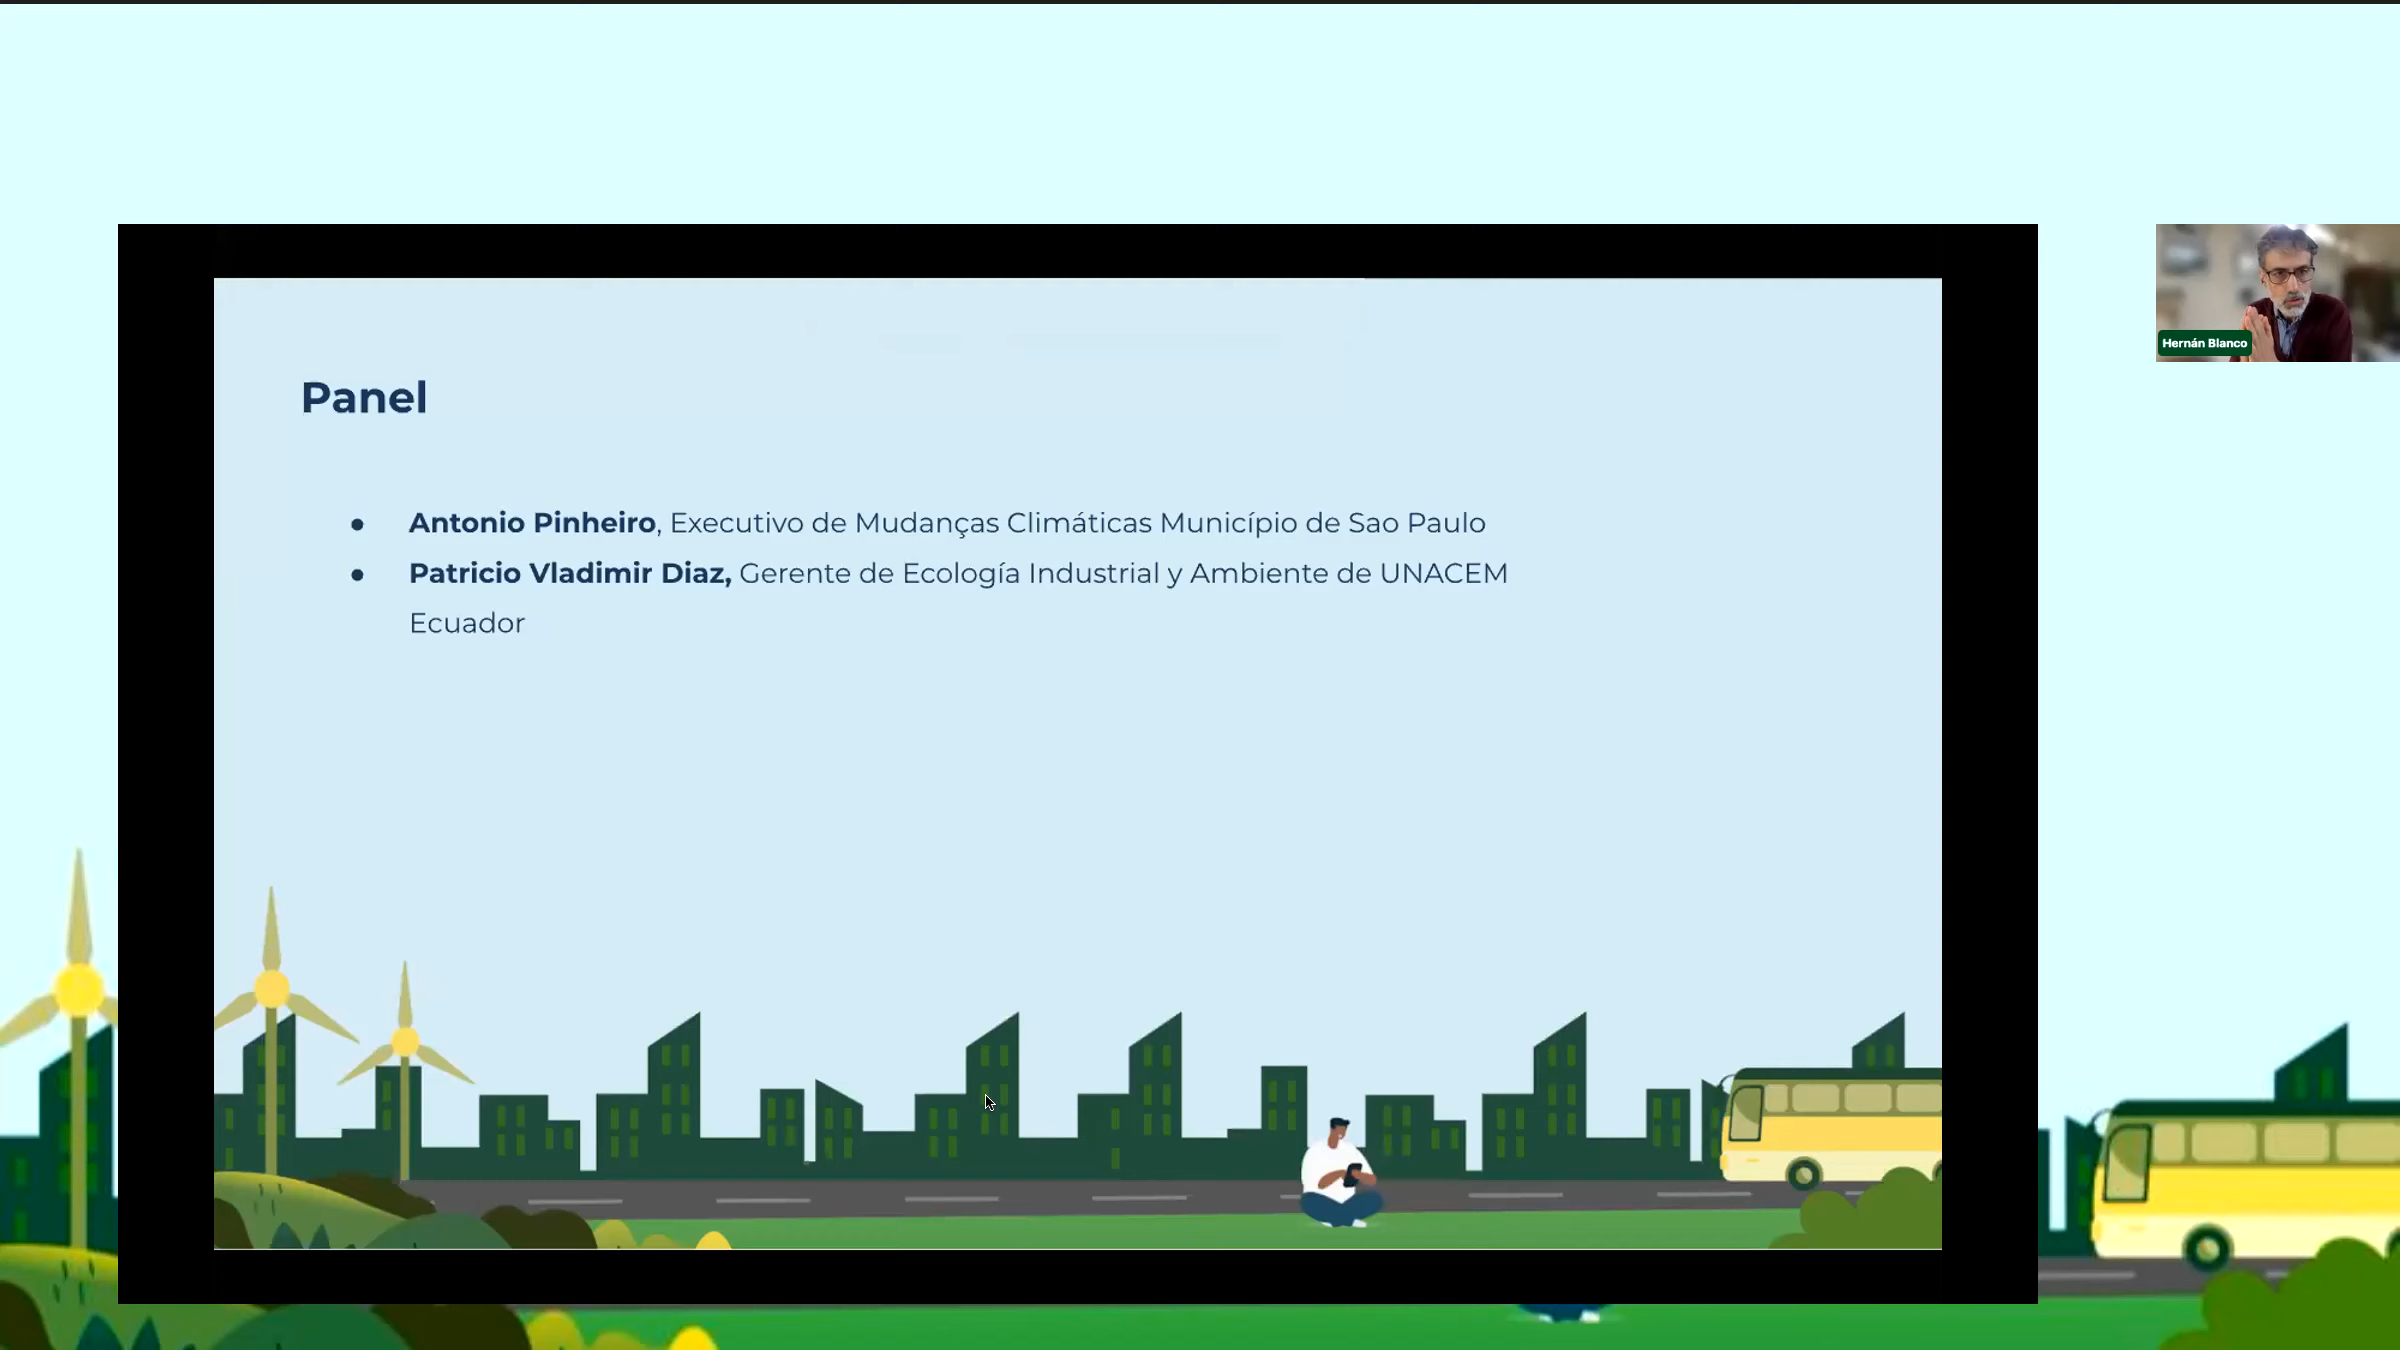 Panel
● Antonio Pinheiro, Executivo de Mudanças Climáticas Município de Sao Paulo
● Patricio Vladimir Diaz, Gerente de Ecología Industrial y Ambiente de UNACEM
Ecuador
Hernán Blanco